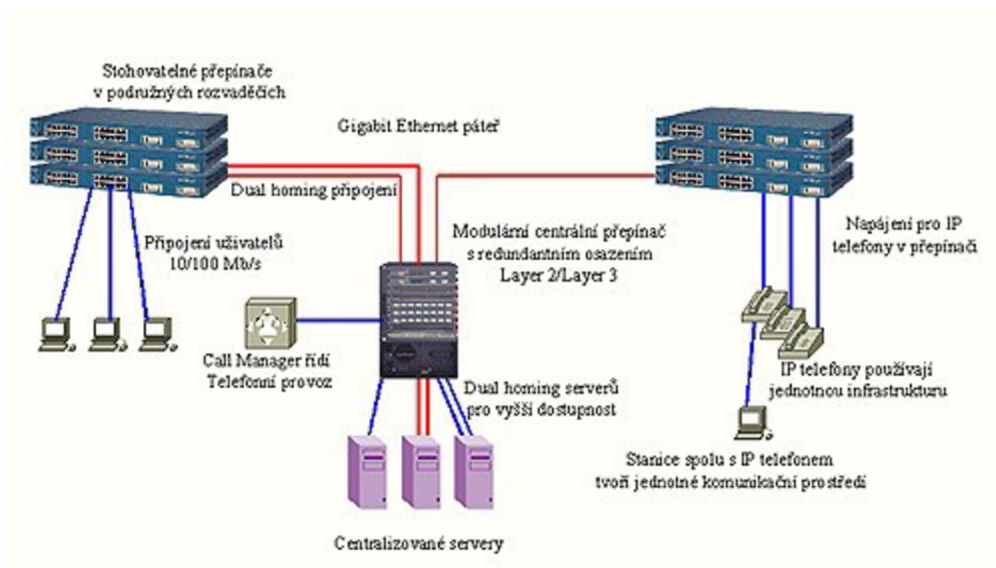 Stohovatelné přepínače
v podružných rozvaděčích
Gigabit Ethernet páteř
Dual homing připojení
Připojení uživatelů
10/100 Mb/s
Modulární centrální přepínač
s redundantním osazením
Layer 2/Layer 3
Napájení pro IP
telefony v přepínači
Call Manager řídí
Telefonní provoz
Dual homing serverů
pro vyšší dostupnost
IP telefony používají
jednotnou infrastrukturu
Stanice spolu s IP telefonem
tvoří jednotné komunikační prostředí
Centralizované servery